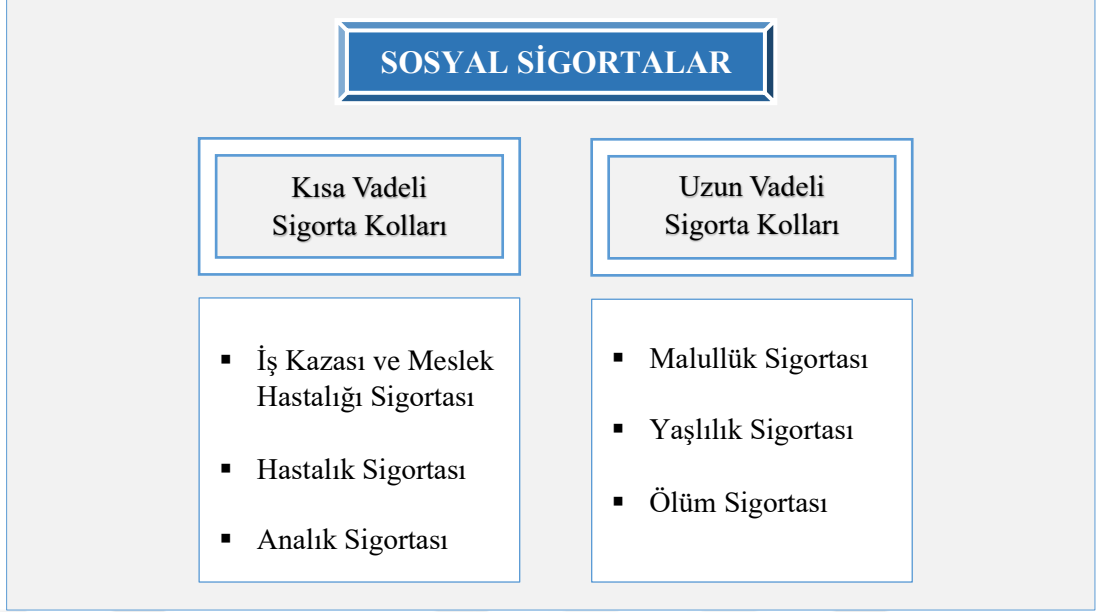 SOSYAL SİGORTALAR
Kısa Vadeli
Sigorta Kolları
▪ İş Kazası ve Meslek
Hastalığı Sigortası
▪ Hastalık Sigortası
▪ Analık Sigortası
Uzun Vadeli
Sigorta Kolları
▪ Malullük Sigortası
▪ Yaşlılık Sigortası
▪ Ölüm Sigortası